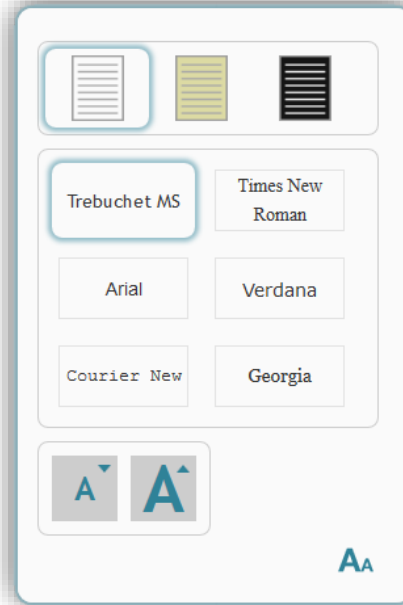 Trebuchet MS
Times New
Roman
Arial
Verdana
Courier New
Georgia
A A
AA